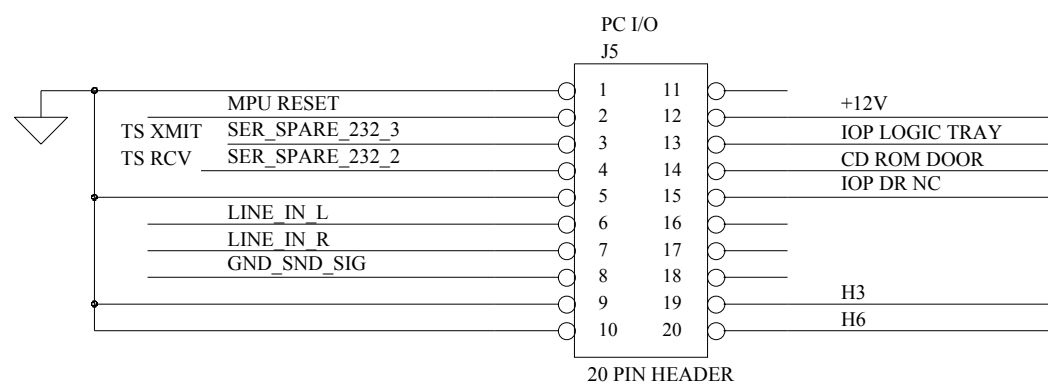 PC I/O
J5
1 11
MPU RESET
+12V
2 12
TS XMIT SER_SPARE_232_3
IOP LOGIC TRAY
3 13
TS RCV SER_SPARE_232_2
CD ROM DOOR
4 14
IOP DR NC
5 15
LINE_IN_L
6 16
LINE_IN_R
7 17
GND_SND_SIG
8 18
H3
9 19
H6
10 20
20 PIN HEADER